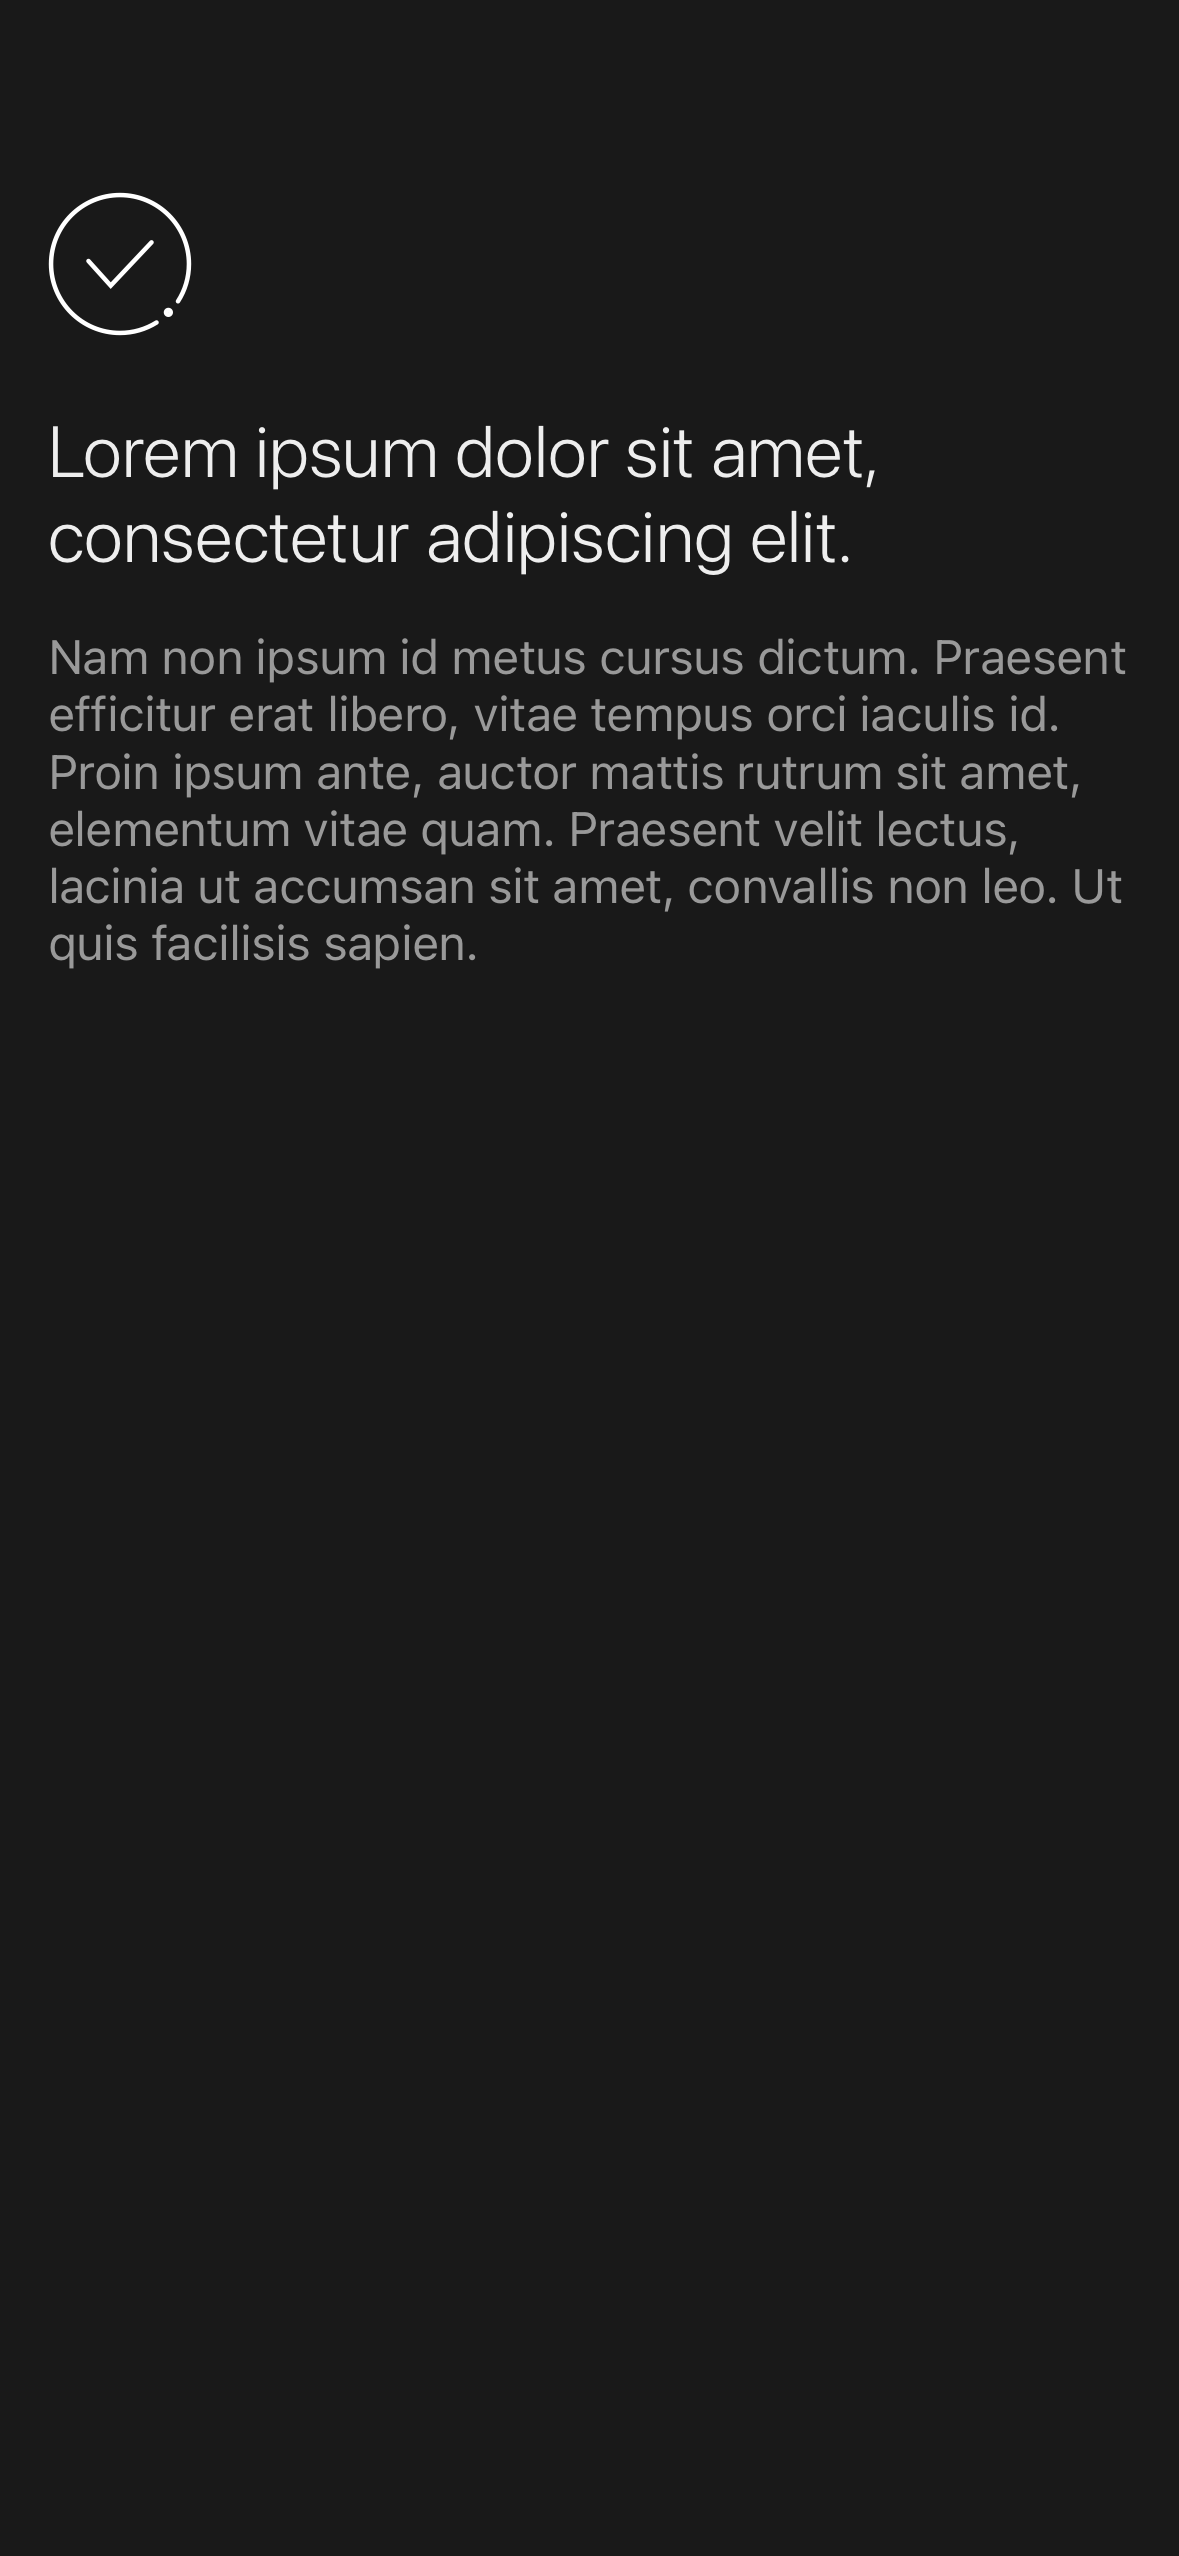 Lorem ipsum dolor sit amet,
consectetur adipiscing elit.
Nam non ipsum id metus cursus dictum. Praesent
efficitur erat libero, vitae tempus orci iaculis id.
Proin ipsum ante, auctor mattis rutrum sit amet,
elementum vitae quam. Praesent velit lectus,
lacinia ut accumsan sit amet, convallis non leo. Ut
quis facilisis sapien.